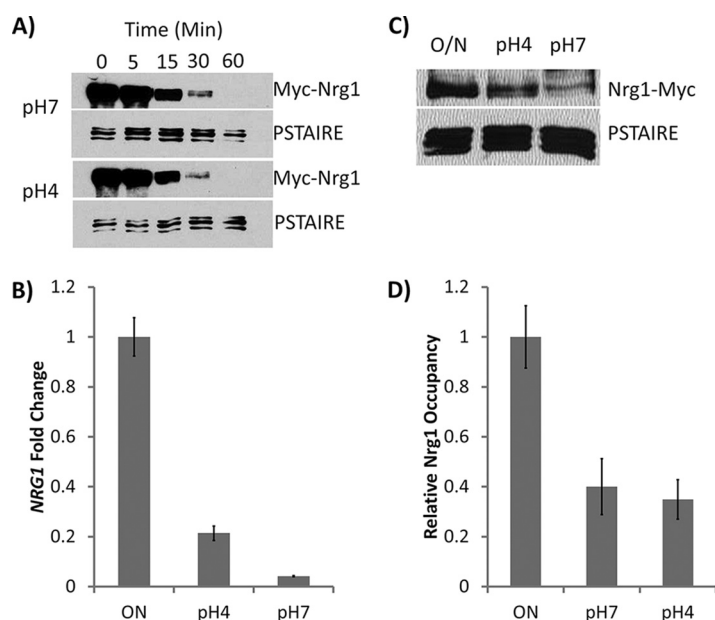 A)
Time (Min)
0 5 15 30 60
pH7
Myc-Nrg1
PSTAIRE
pH4
Myc-Nrg1
PSTAIRE
C)
O/N pH4 pH7
Nrg1-Myc
PSTAIRE
B)
NRG1 Fold Change
1.2
1
0.8
0.6
0.4
0.2
0
ON pH4 pH7
D)
Relative Nrg1 Occupancy
1.2
1
0.8
0.6
0.4
0.2
0
ON pH7 pH4